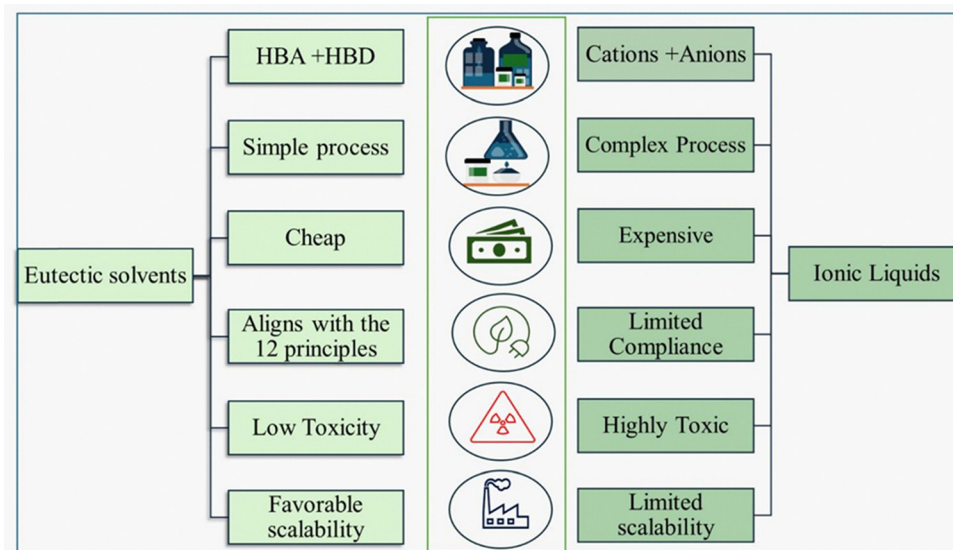 HBA +HBD
Cations +Anions
Simple process
Complex Process
Cheap
Expensive
Eutectic solvents
Ionic Liquids
Aligns with the
12 principles
Limited
Compliance
Low Toxicity
Highly Toxic
Favorable
scalability
Limited
scalability